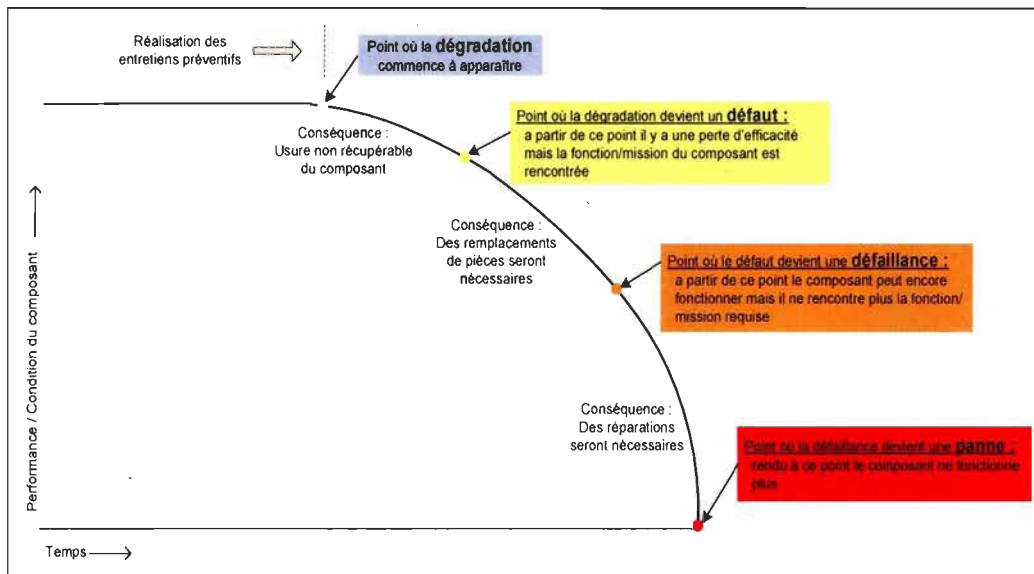 Réalisation des
entretiens préventifs
Point où la dégradation
commence à apparaître
Conséquence :
Usure non récupérable
du composant
Point où la dégradation devient un défaut :
a partir de ce point il y a une perte d'efficacité
mais la fonction/mission du composant est
rencontrée
Conséquence :
Des remplacements
de pièces seront
nécessaires
Point où le défaut devient une défaillance :
a partir de ce point le composant peut encore
fonctionner mais il ne rencontre plus la fonction/
mission requise
Conséquence :
Des réparations
seront nécessaires
Point où la défaillance devient une panne :
rendu à ce point le composant ne fonctionne
plus
Performance / Condition du composant
Temps